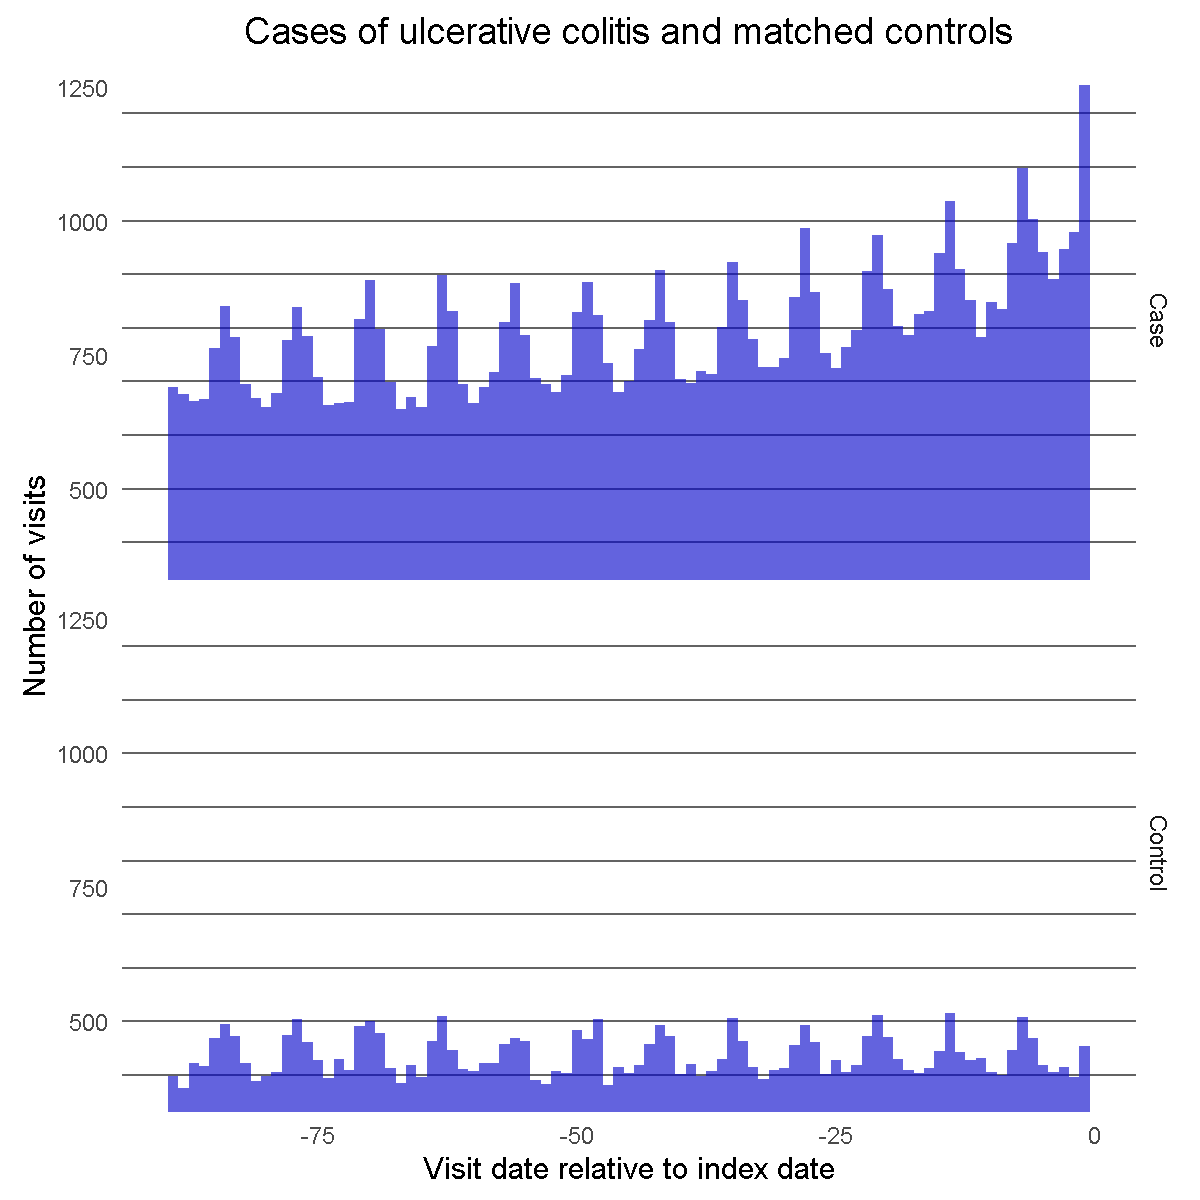 Cases of ulcerative colitis and matched controls
1250
1000
750
500
Case
Number of visits
1250
1000
750
500
Control
-75
-50
-25
0
Visit date relative to index date